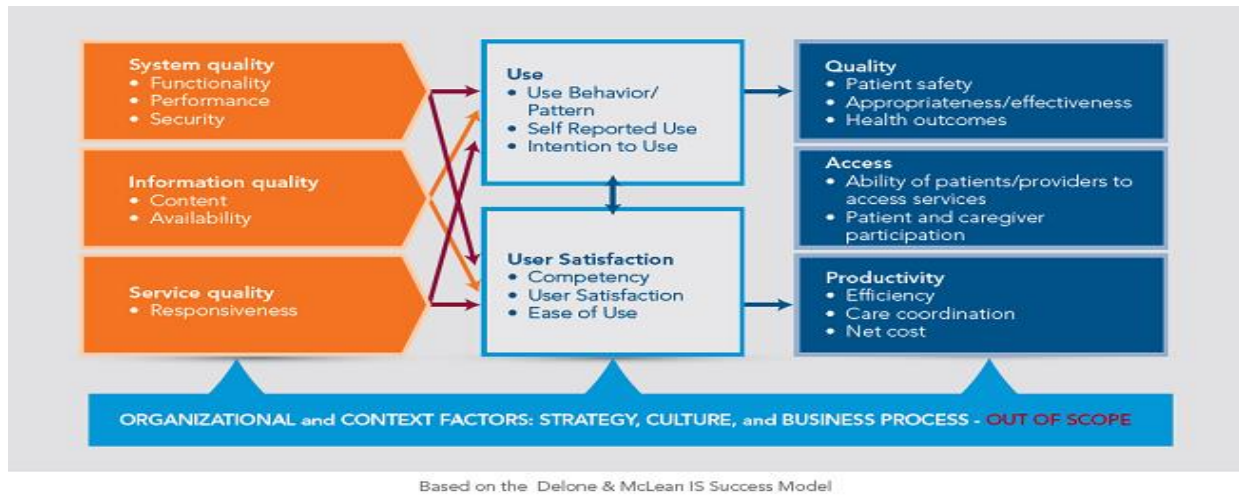 System quality
• Functionality
• Performance
• Security
Information quality
• Content
• Availability
Service quality
• Responsiveness
Use
• Use Behavior/
Pattern
• Self Reported Use
• Intention to Use
User Satisfaction
• Competency
• User Satisfaction
• Ease of Use
Quality
• Patient safety
• Appropriateness/effectiveness
• Health outcomes
Access
• Ability of patients/providers to
access services
• Patient and caregiver
participation
Productivity
• Efficiency
• Care coordination
• Net cost
ORGANIZATIONAL and CONTEXT FACTORS: STRATEGY, CULTURE, and BUSINESS PROCESS - OUT OF SCOPE
Based on the Delone & McLean IS Success Model